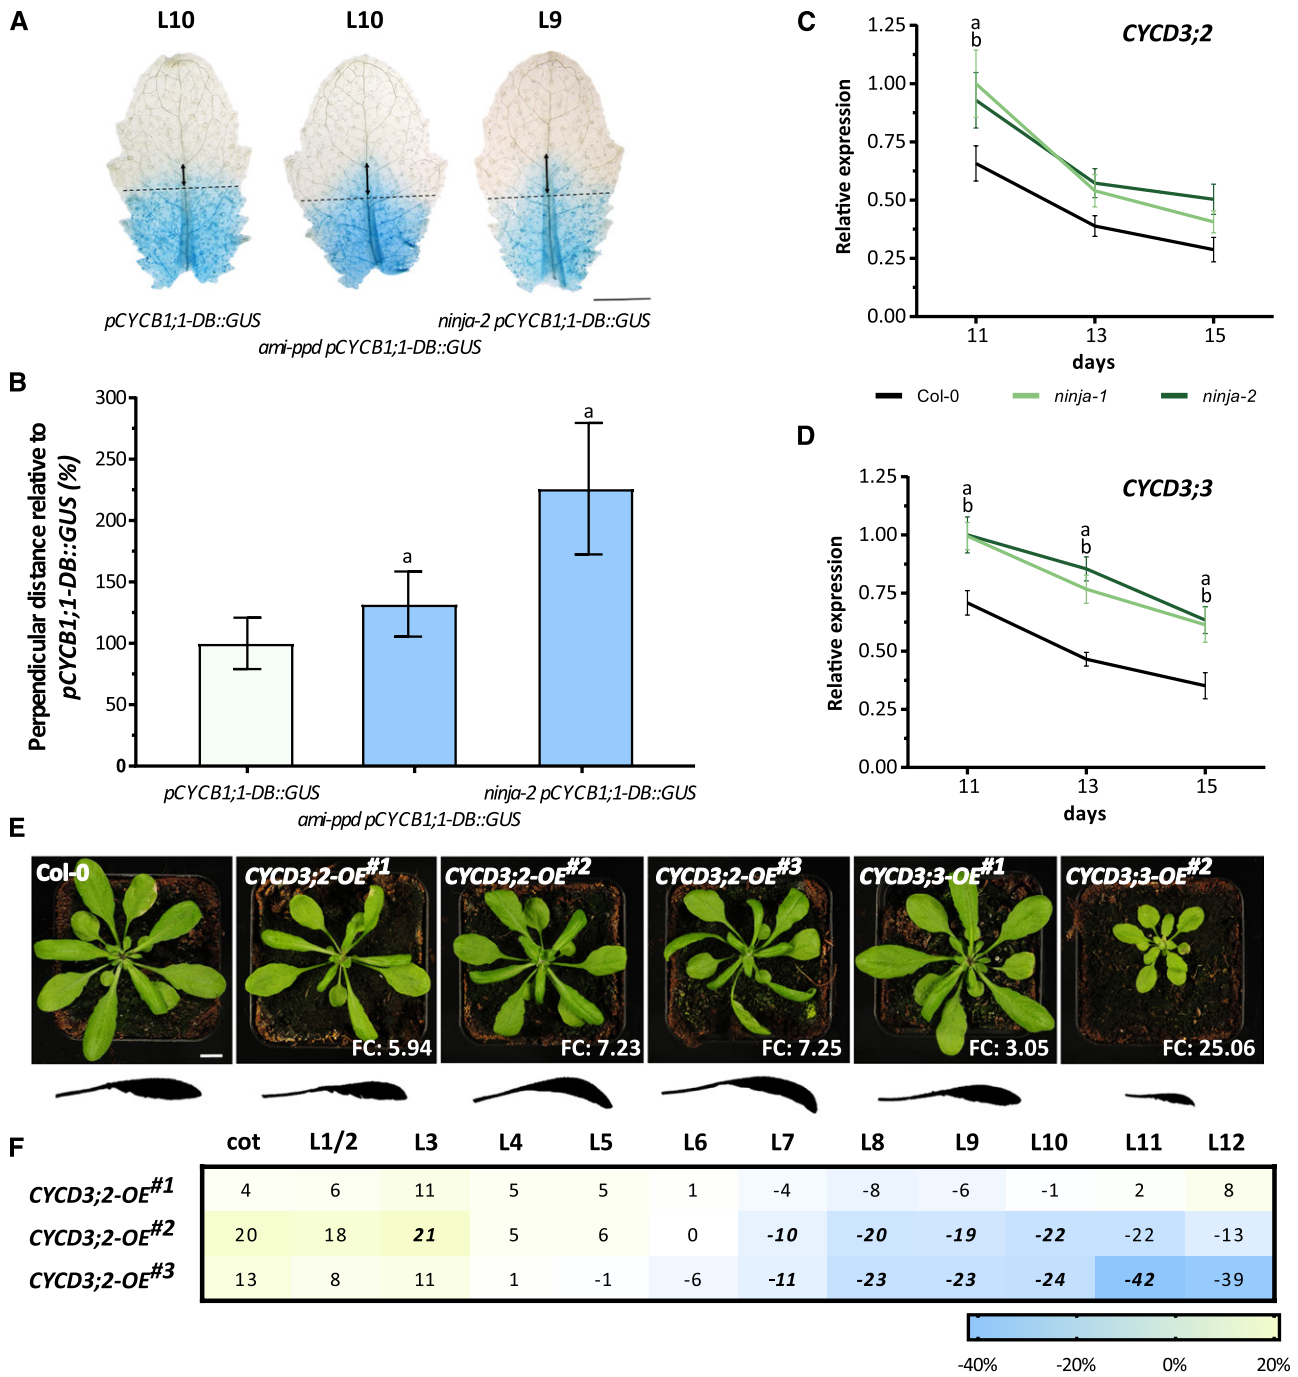 A
L10 L10 L9
pCYCB1;1-DB::GUS ninja-2 pCYCB1;1-DB::GUS
ami-ppd pCYCB1;1-DB::GUS
B
Perpendicular distance relative to
pCYCB1;1-DB::GUS (%)
300
250
200
150
100
50
0
a
a
pCYCB1;1-DB::GUS ninja-2 pCYCB1;1-DB::GUS
ami-ppd pCYCB1;1-DB::GUS
C
CYCD3;2
Relative expression
1.25
1.00
0.75
0.50
0.25
0.00
a
b
11 13 15
days
Col-0 ninja-1 ninja-2
D
CYCD3;3
Relative expression
1.25
1.00
0.75
0.50
0.25
0.00
a
b
a
b
a
b
11 13 15
days
E
Col-0 CYCD3;2-OE#1 CYCD3;2-OE#2 CYCD3;2-OE#3 CYCD3;3-OE#1 CYCD3;3-OE#2
FC: 5.94 FC: 7.23 FC: 7.25 FC: 3.05 FC: 25.06
F
cot L1/2 L3 L4 L5 L6 L7 L8 L9 L10 L11 L12
CYCD3;2-OE#1 4 6 11 5 5 1 -4 -8 -6 -1 2 8
CYCD3;2-OE#2 20 18 21 5 6 0 -10 -20 -19 -22 -22 -13
CYCD3;2-OE#3 13 8 11 1 -1 -6 -11 -23 -23 -24 -42 -39
-40% -20% 0% 20%